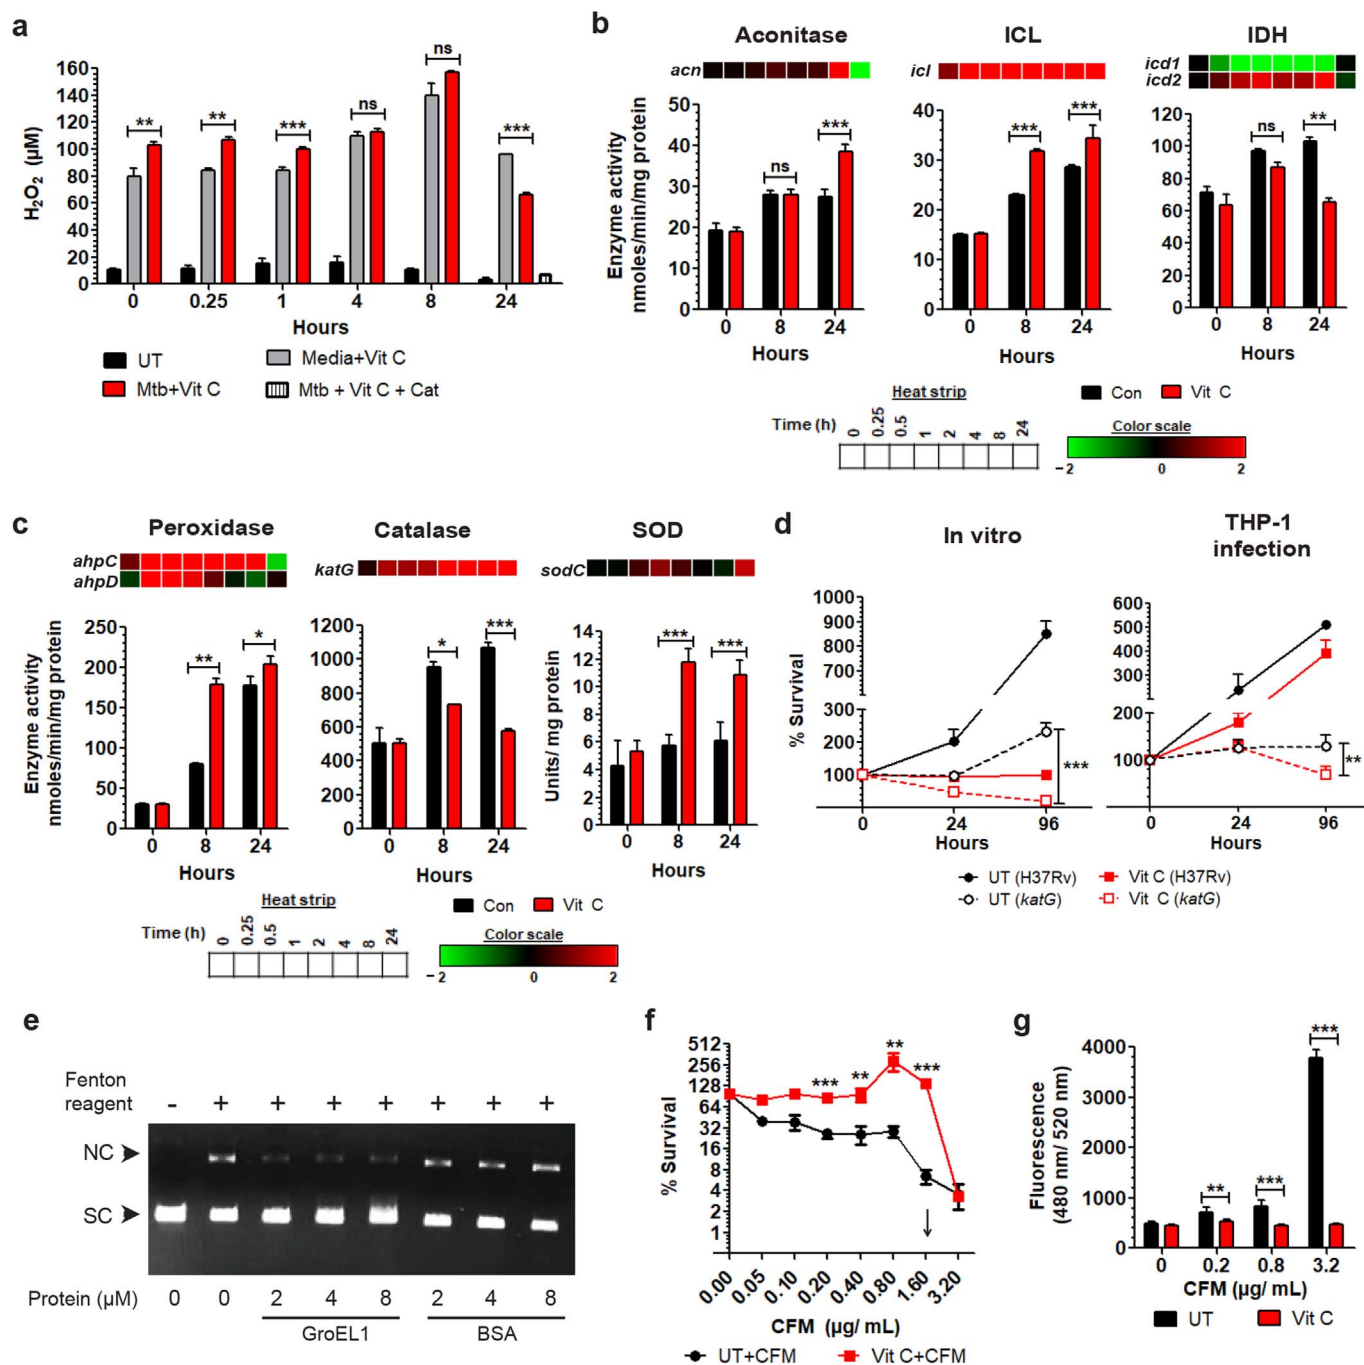 a
160
140
120
100
80
60
40
20
0
H₂O₂ (µM)
** ** *** ns ns ***
0 0.25 1 4 8 24
Hours
UT
Media+Vit C
Mtb+Vit C
Mtb + Vit C + Cat
b
Aconitase
ICL
IDH
acn
icl
icd1
icd2
Enzyme activity
nmoles/min/mg protein
50
40
30
20
10
0
ns ***
0 8 24
Hours
40
30
20
10
0
*** ***
0 8 24
Hours
120
100
80
60
40
20
0
ns **
0 8 24
Hours
Con
Vit C
Heat strip
Time (h)
0 0.25 0.5 1 2 4 8 24
Color scale
−2 0 2
c
Peroxidase
Catalase
SOD
ahpC
ahpD
katG
sodC
Enzyme activity
nmoles/min/mg protein
250
200
150
100
50
0
** *
0 8 24
Hours
1200
1000
800
600
400
200
0
* ***
0 8 24
Hours
Units/ mg protein
14
12
10
8
6
4
2
0
*** ***
0 8 24
Hours
Con
Vit C
Heat strip
Time (h)
0 0.25 0.5 1 2 4 8 24
Color scale
−2 0 2
d
In vitro
THP-1
infection
% Survival
1000
900
800
700
300
200
100
***
0 24 96
Hours
600
500
400
300
200
100
**
0 24 96
Hours
UT (H37Rv)
Vit C (H37Rv)
UT (katG)
Vit C (katG)
e
Fenton
reagent
- + + + + + + +
NC
SC
Protein (µM)
0 0 2 4 8 2 4 8
GroEL1
BSA
f
% Survival
512
256
128
64
32
16
8
4
2
1
*** ** ** ***
0.00 0.05 0.10 0.20 0.40 0.80 1.60 3.20
CFM (µg/ mL)
UT+CFM
Vit C+CFM
g
Fluorescence
(480 nm/ 520 nm)
4000
3000
2000
1000
0
** *** ***
0 0.2 0.8 3.2
CFM (µg/ mL)
UT
Vit C